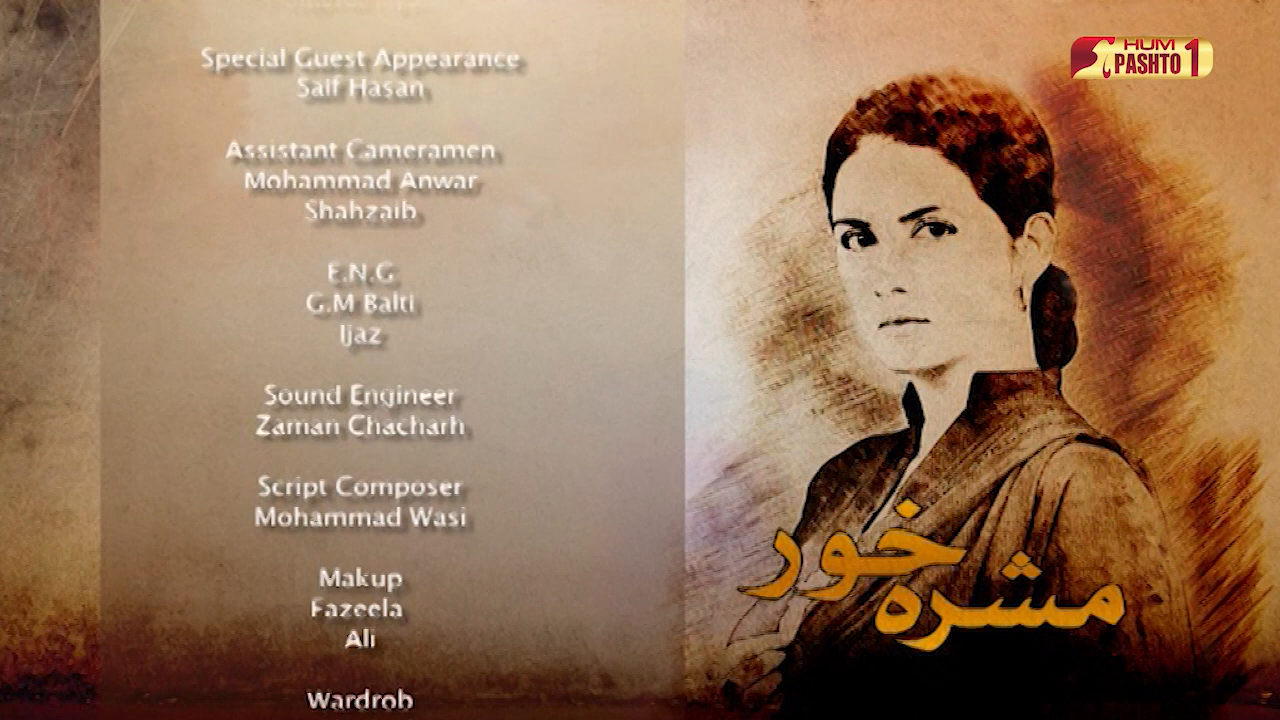 Special Guest Appearance
Saif Hasan
Assistant Cameramen
Mohammad Anwar
Shahzaib
E.N.G
G.M Balti
Ijaz
Sound Engineer
Zaman Chacharh
Script Composer
Mohammad Wasi
Makup
Fazeela
Ali
Wardrob
HUM
PASHTO 1
مشره
خور